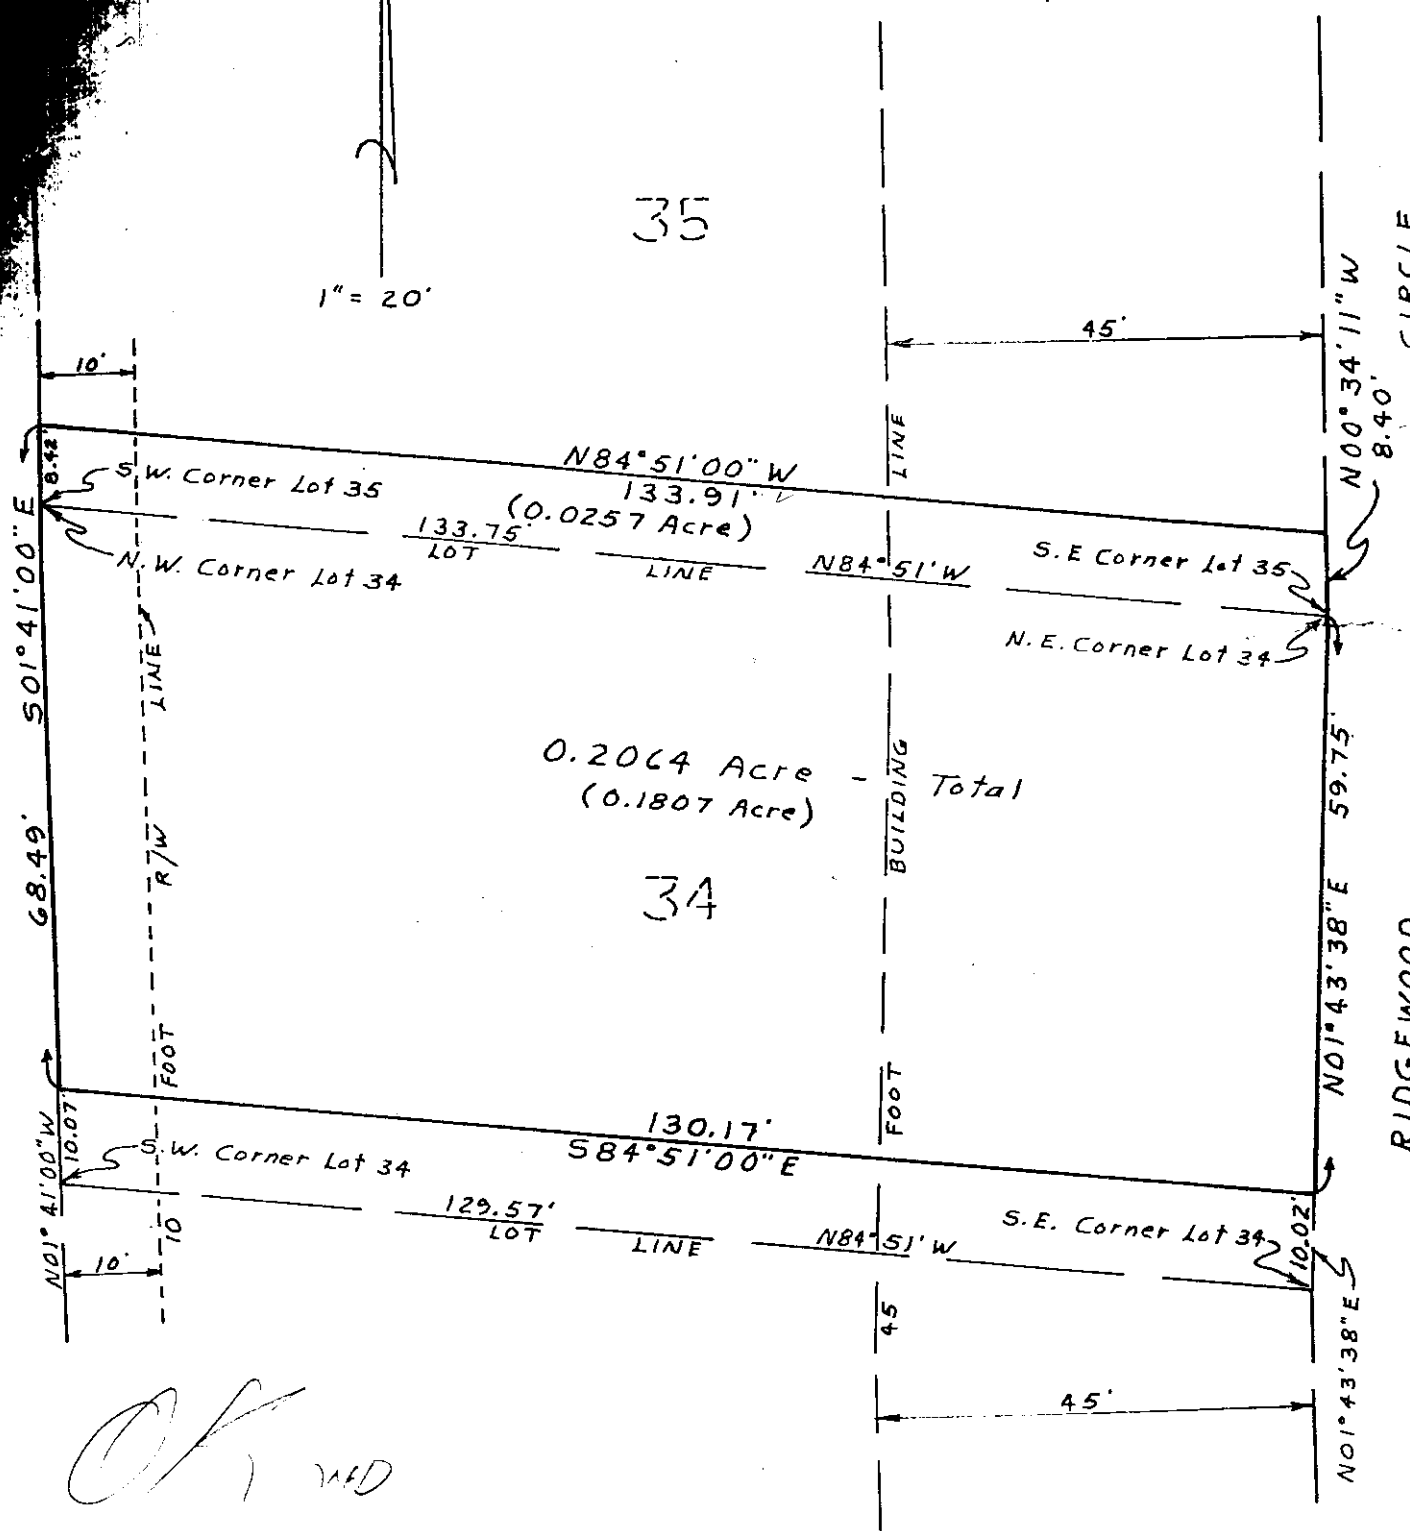 35
1" = 20'
45'
10'
N00°34'11" W
8.40'
LINE
N84°51'00" W
133.91'
(0.0257 Acre)
8.42'
S.W. Corner Lot 35
133.75'
LOT
LINE
N84°51' W
S.E Corner Lot 35
N.W. Corner Lot 34
N.E. Corner Lot 34
S01°41'00" E
68.49'
LINE
R/W
FOOT
10
0.2064 Acre - Total
(0.1807 Acre)
34
BUILDING
FOOT
45
N01°43'38" E 59.75'
RIDGEWOOD
CIRCLE
130.17'
S84°51'00" E
N01°41'00" W
10.07'
S.W. Corner Lot 34
129.57'
LOT
LINE
N84°51' W
S.E. Corner Lot 34
10.02'
10'
N01°43'38" E
45'
OK